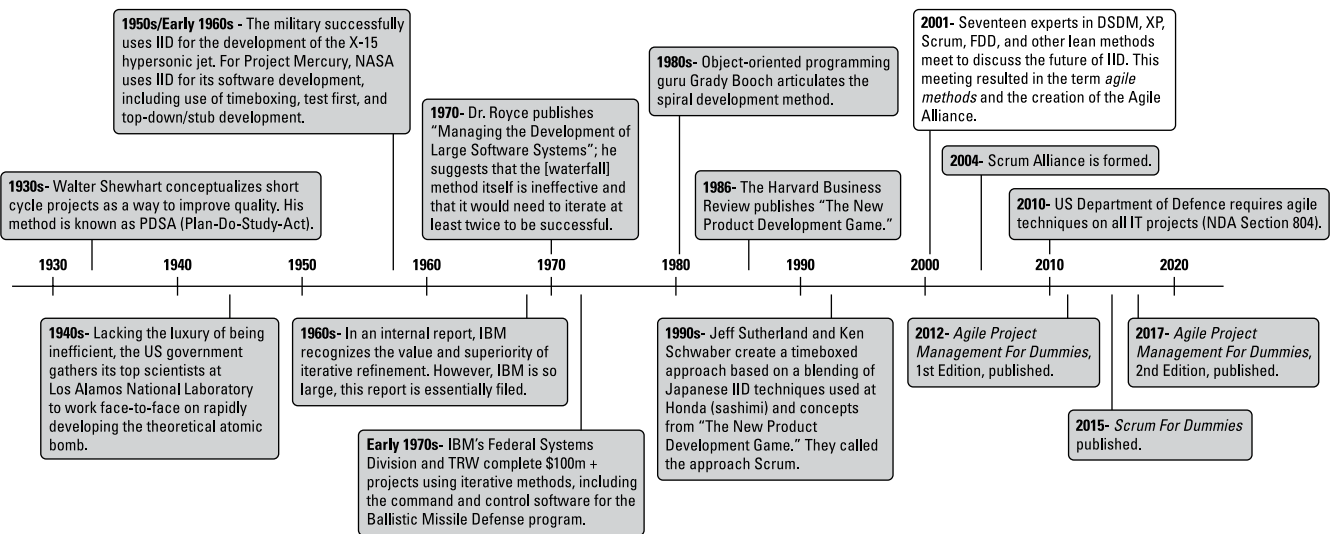 1950s/Early 1960s - The military successfully
uses IID for the development of the X-15
hypersonic jet. For Project Mercury, NASA
uses IID for its software development,
including use of timeboxing, test first, and
top-down/stub development.
2001- Seventeen experts in DSDM, XP,
Scrum, FDD, and other lean methods
meet to discuss the future of IID. This
meeting resulted in the term agile
methods and the creation of the Agile
Alliance.
1980s- Object-oriented programming
guru Grady Booch articulates the
spiral development method.
1970- Dr. Royce publishes
“Managing the Development of
Large Software Systems”; he
suggests that the [waterfall]
method itself is ineffective and
that it would need to iterate at
least twice to be successful.
2004- Scrum Alliance is formed.
1930s- Walter Shewhart conceptualizes short
cycle projects as a way to improve quality. His
method is known as PDSA (Plan-Do-Study-Act).
1986- The Harvard Business
Review publishes “The New
Product Development Game.”
2010- US Department of Defence requires agile
techniques on all IT projects (NDA Section 804).
1930 1940 1950 1960 1970 1980 1990 2000 2010 2020
1940s- Lacking the luxury of being
inefficient, the US government
gathers its top scientists at
Los Alamos National Laboratory
to work face-to-face on rapidly
developing the theoretical atomic
bomb.
1960s- In an internal report, IBM
recognizes the value and superiority of
iterative refinement. However, IBM is so
large, this report is essentially filed.
1990s- Jeff Sutherland and Ken
Schwaber create a timeboxed
approach based on a blending of
Japanese IID techniques used at
Honda (sashimi) and concepts
from “The New Product
Development Game.” They called
the approach Scrum.
2012- Agile Project
Management For Dummies,
1st Edition, published.
2017- Agile Project
Management For Dummies,
2nd Edition, published.
Early 1970s- IBM’s Federal Systems
Division and TRW complete $100m +
projects using iterative methods, including
the command and control software for the
Ballistic Missile Defense program.
2015- Scrum For Dummies
published.